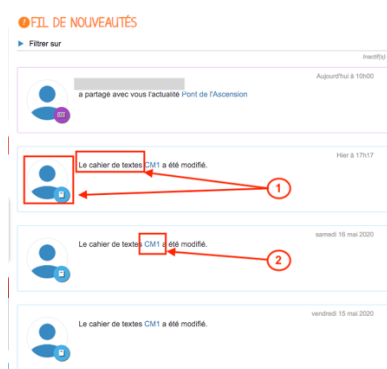 FIL DE NOUVEAUTÉS
Filtrer sur
Aujourd'hui à 10h00
a partagé avec vous l'actualité Pont de l'Ascension
Hier à 17h17
Le cahier de textes CM1 a été modifié.
1
samedi 16 mai 2020
Le cahier de textes CM1 a été modifié.
2
vendredi 15 mai 2020
Le cahier de textes CM1 a été modifié.